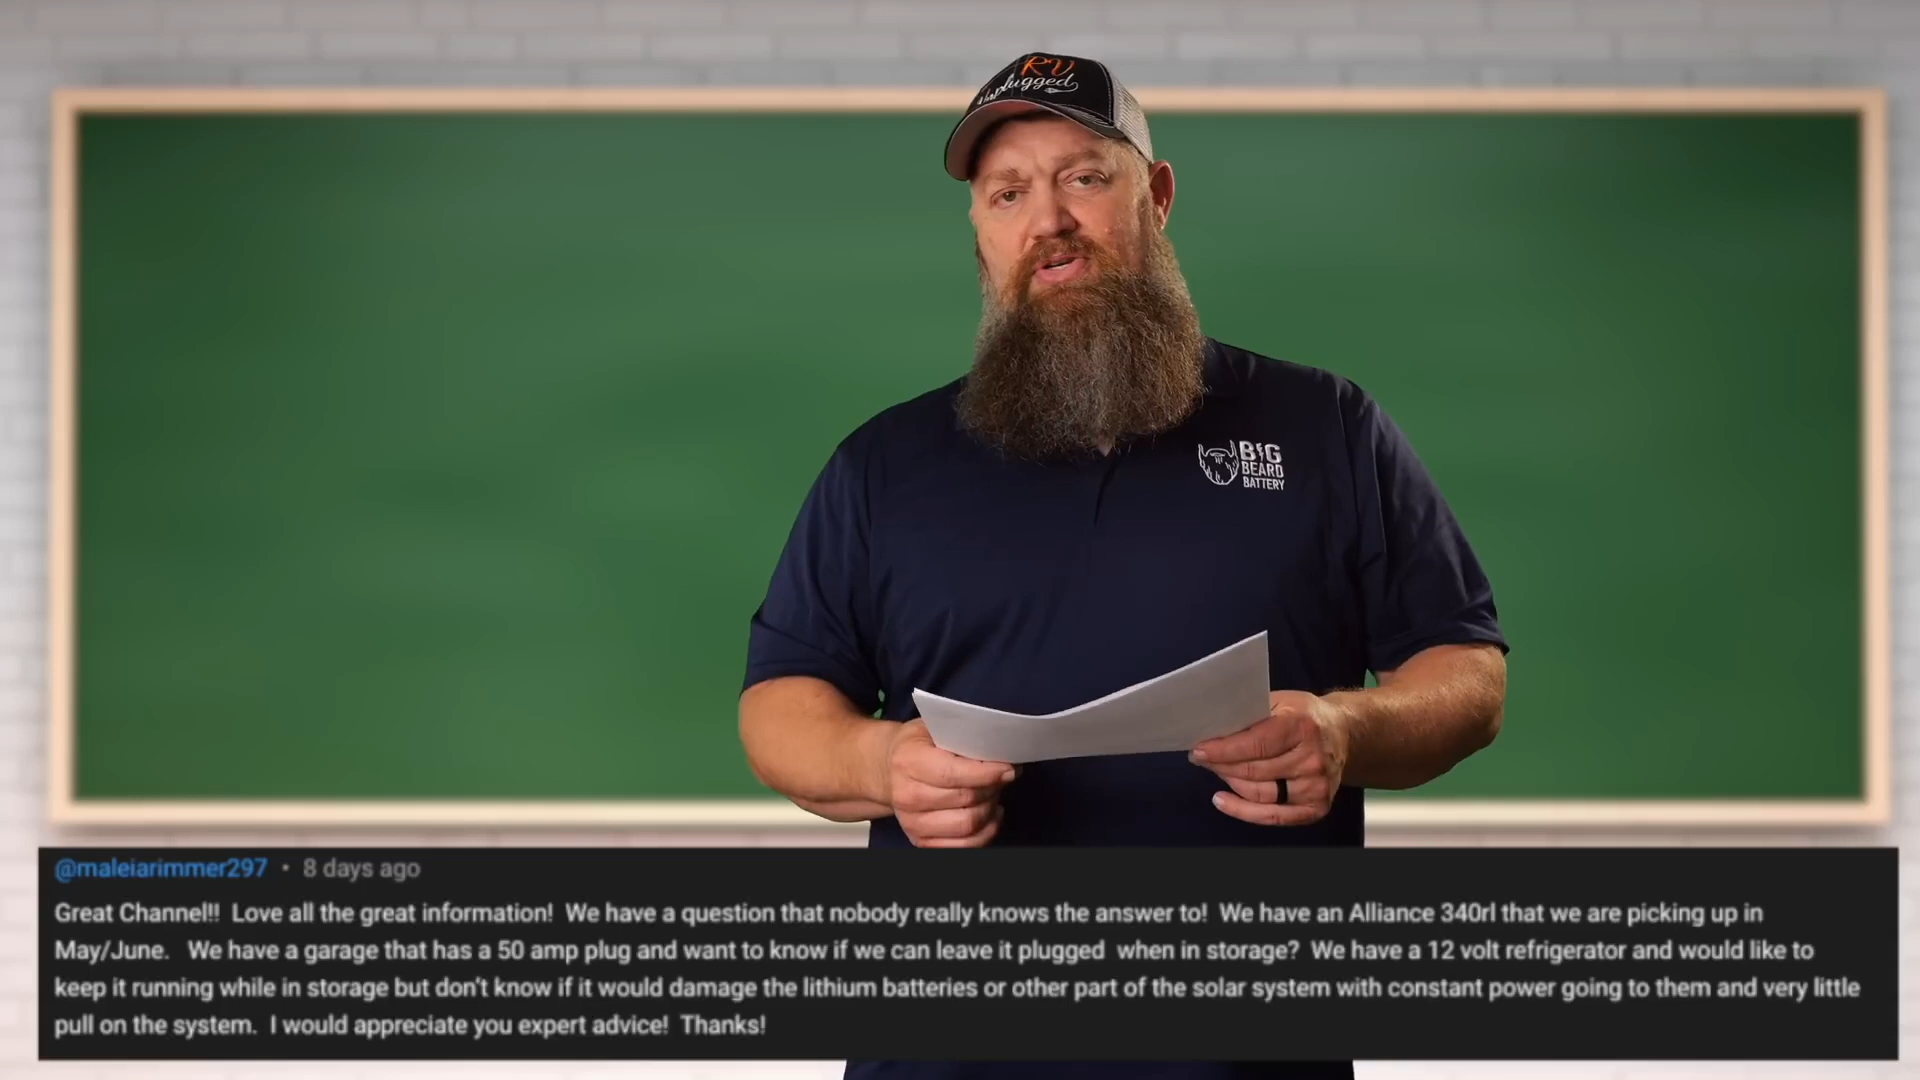 RV
Unplugged
BIG
BEARD
BATTERY
@maleiarimmer297 • 8 days ago
Great Channel!!  Love all the great information!  We have a question that nobody really knows the answer to!  We have an Alliance 340rl that we are picking up in
May/June.   We have a garage that has a 50 amp plug and want to know if we can leave it plugged  when in storage?  We have a 12 volt refrigerator and would like to
keep it running while in storage but don't know if it would damage the lithium batteries or other part of the solar system with constant power going to them and very little
pull on the system.  I would appreciate you expert advice!  Thanks!